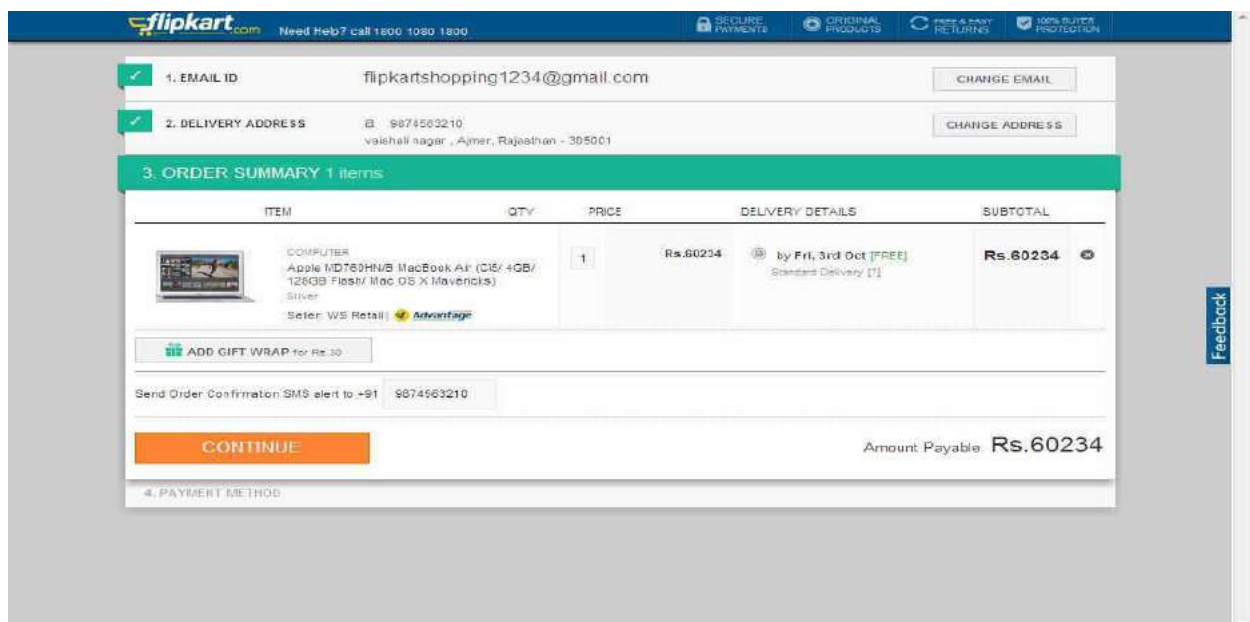 flipkart.com Need Help? call 1800 1080 1800
SECURE PAYMENTS
ORIGINAL PRODUCTS
FREE & EASY RETURNS
100% BUYER PROTECTION
1. EMAIL ID flipkartshopping1234@gmail.com CHANGE EMAIL
2. DELIVERY ADDRESS a 9874563210 CHANGE ADDRESS
vaishali nagar , Ajmer, Rajasthan - 305001
3. ORDER SUMMARY 1 items
ITEM QTY PRICE DELIVERY DETAILS SUBTOTAL
COMPUTER
Apple MD760HN/B MacBook Air (Ci5/ 4GB/ 1 Rs.60234 by Fri, 3rd Oct [FREE] Rs.60234
128GB Flash/ Mac OS X Mavericks) Standard Delivery [?]
Silver
Seller: WS Retail | Advantage
ADD GIFT WRAP for Rs.30
Send Order Confirmation SMS alert to +91 9874563210
CONTINUE Amount Payable Rs.60234
4. PAYMENT METHOD
Feedback